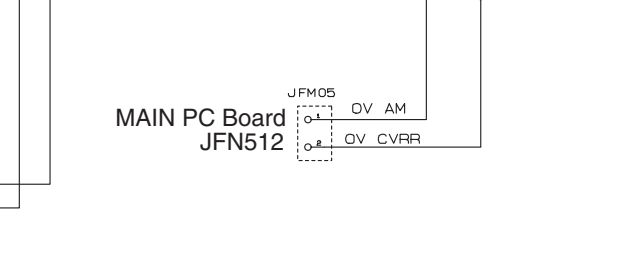 JFM05
MAIN PC Board
JFN512
1 OV AM
2 OV CVRR